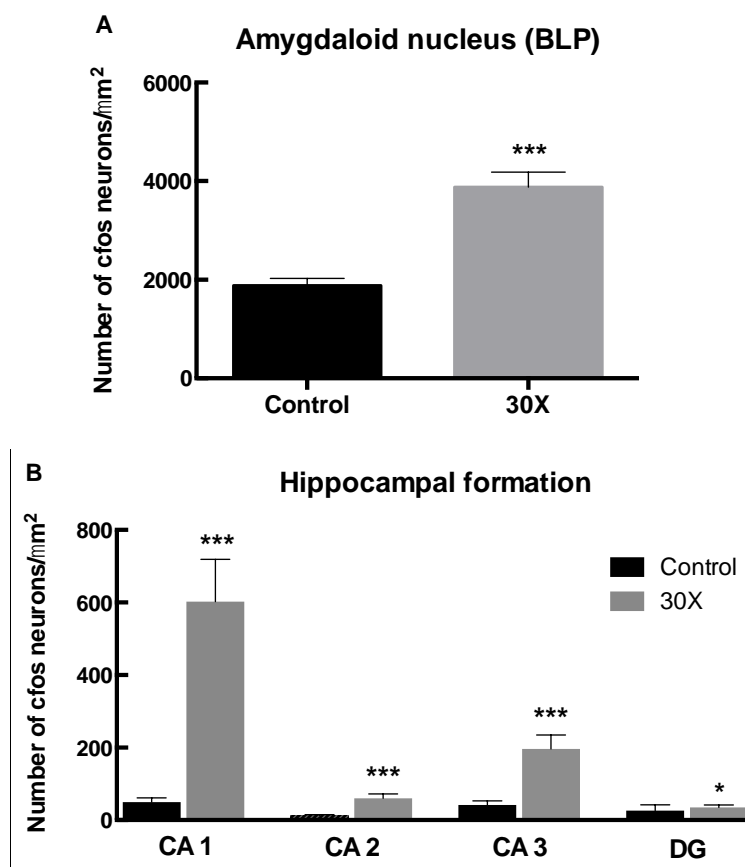 A
Amygdaloid nucleus (BLP)
Number of cfos neurons/mm2
6000
4000
2000
0
***
Control
30X
B
Hippocampal formation
Number of cfos neurons/mm2
800
600
400
200
0
***
***
***
*
Control
30X
CA 1
CA 2
CA 3
DG